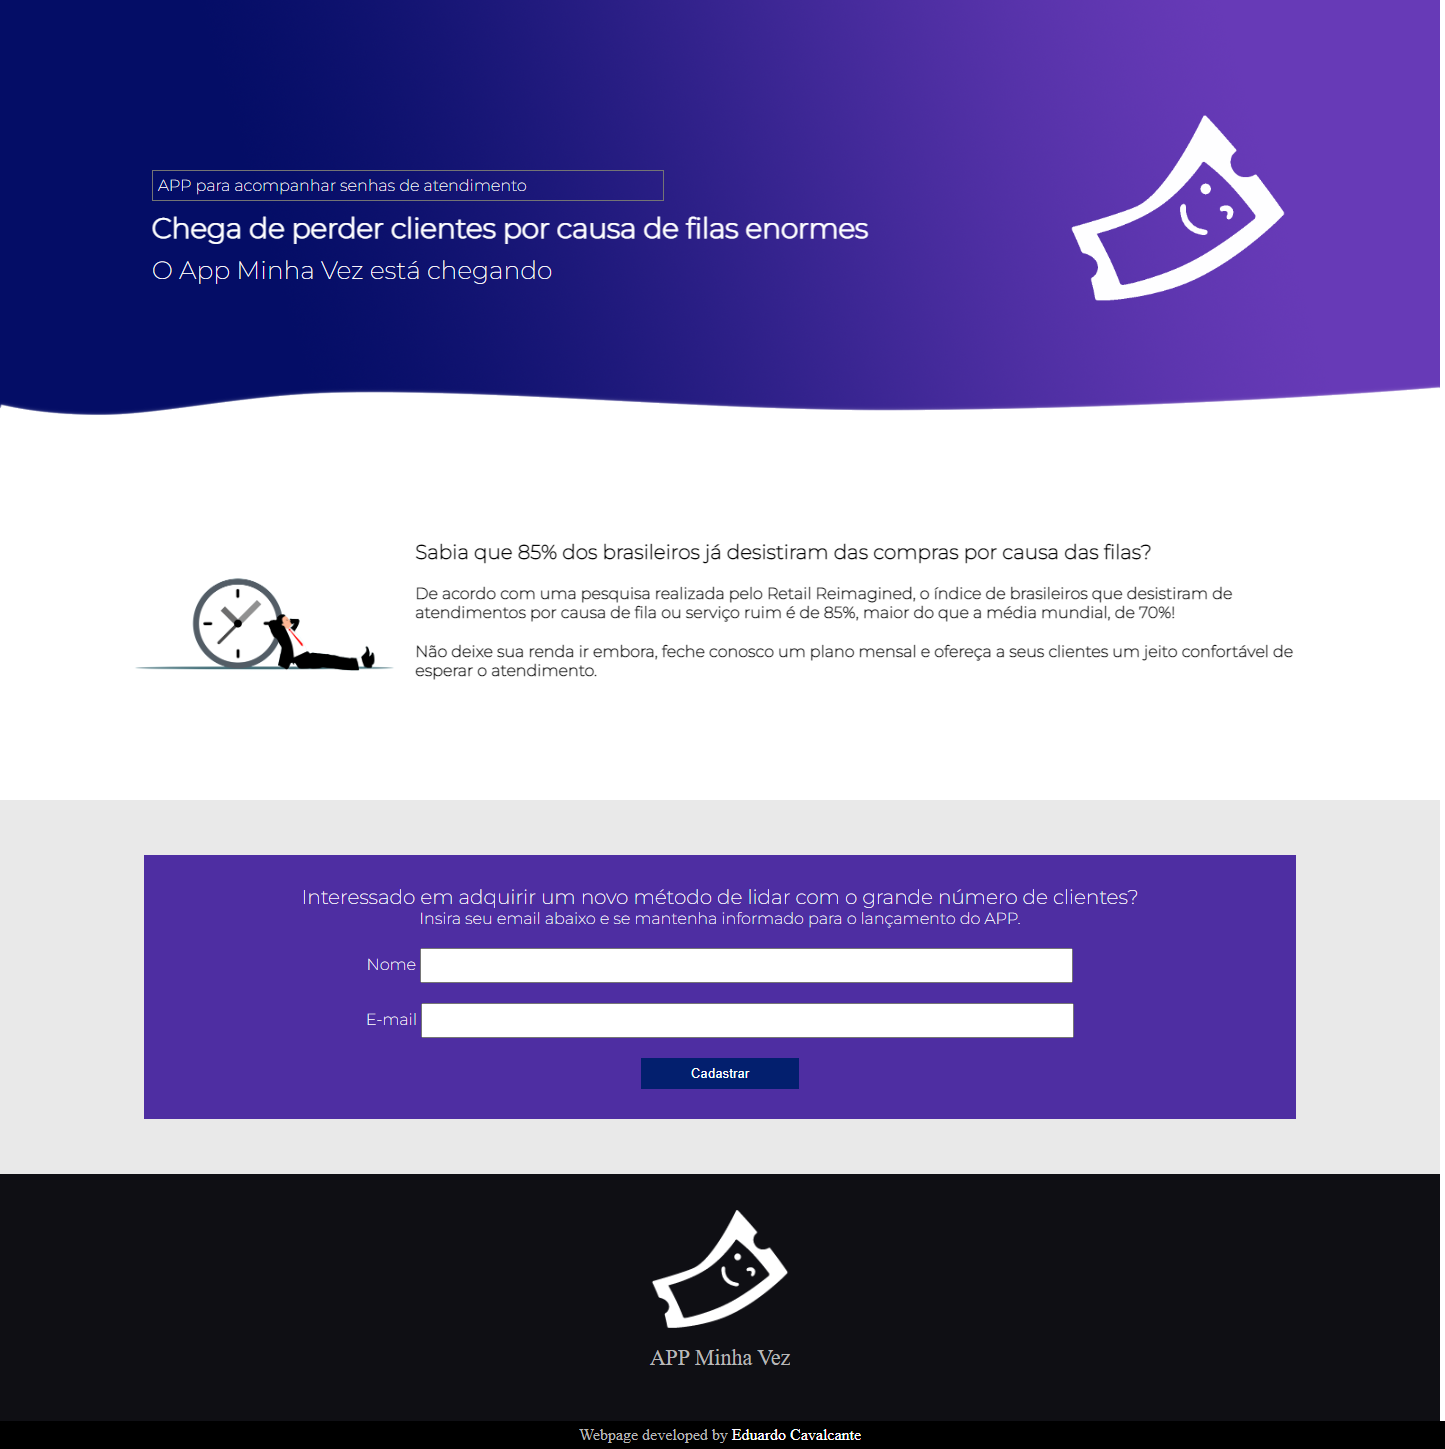 APP para acompanhar senhas de atendimento
Chega de perder clientes por causa de filas enormes
O App Minha Vez está chegando
Sabia que 85% dos brasileiros já desistiram das compras por causa das filas?
De acordo com uma pesquisa realizada pelo Retail Reimagined, o índice de brasileiros que desistiram de
atendimentos por causa de fila ou serviço ruim é de 85%, maior do que a média mundial, de 70%!
Não deixe sua renda ir embora, feche conosco um plano mensal e ofereça a seus clientes um jeito confortável de
esperar o atendimento.
Interessado em adquirir um novo método de lidar com o grande número de clientes?
Insira seu email abaixo e se mantenha informado para o lançamento do APP.
Nome
E-mail
Cadastrar
APP Minha Vez
Webpage developed by Eduardo Cavalcante